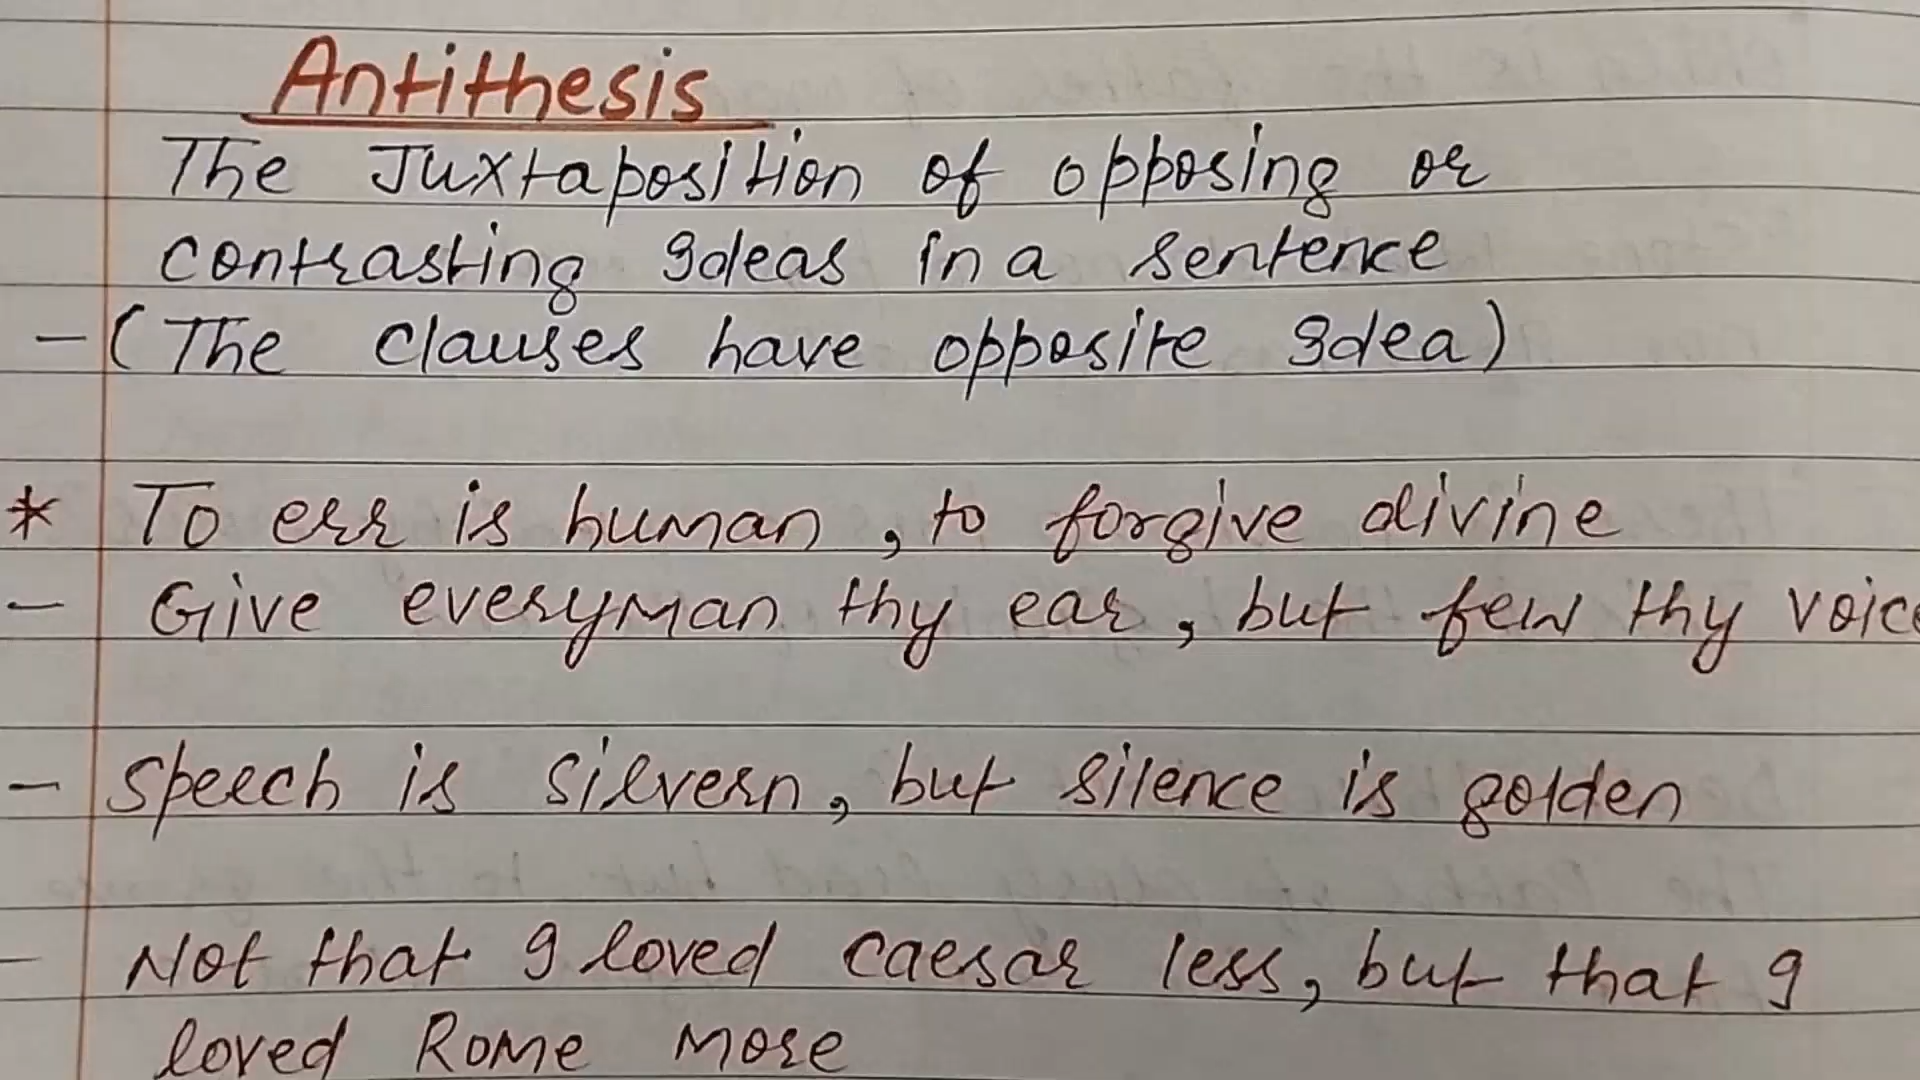 Antithesis
The Juxtaposition of opposing or
contrasting Ideas in a sentence
- (The clauses have opposite Idea)
* To err is human, to forgive divine
- Give everyman thy ear, but few thy voice
- speech is silvern, but silence is golden
- Not that I loved caesar less, but that I
loved Rome more